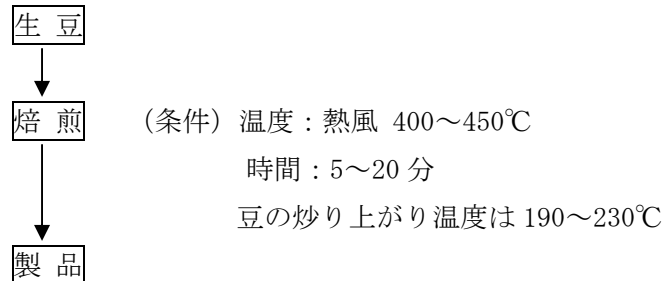 生 豆
焙 煎 （条件）温度：熱風 400～450℃
時間：5～20 分
豆の炒り上がり温度は 190～230℃
製 品